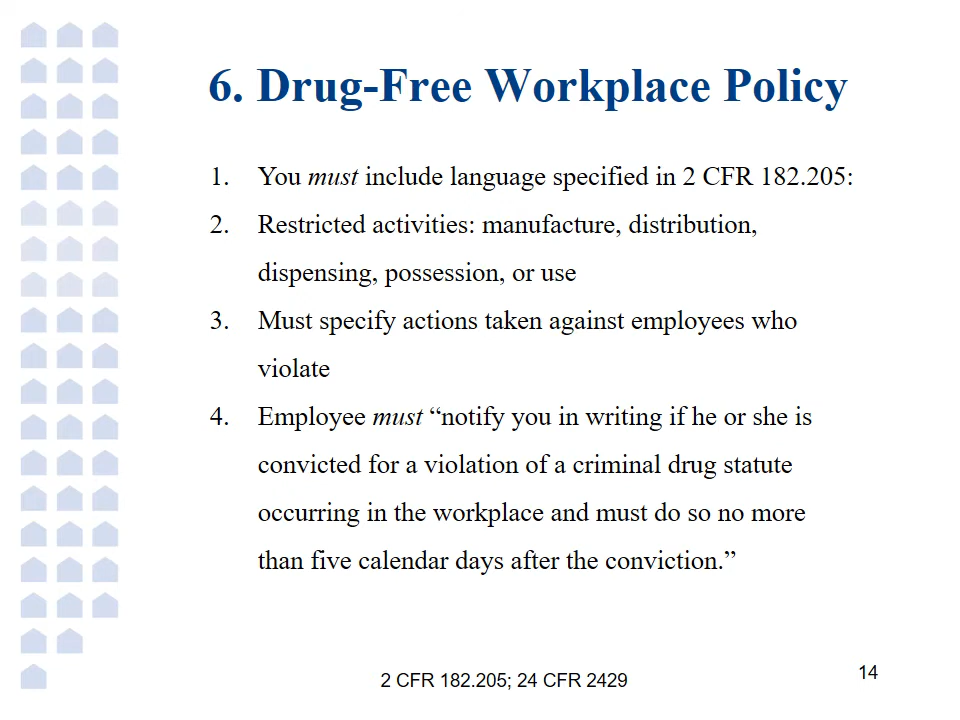 6. Drug-Free Workplace Policy
1. You must include language specified in 2 CFR 182.205:
2. Restricted activities: manufacture, distribution,
dispensing, possession, or use
3. Must specify actions taken against employees who
violate
4. Employee must “notify you in writing if he or she is
convicted for a violation of a criminal drug statute
occurring in the workplace and must do so no more
than five calendar days after the conviction.”
2 CFR 182.205; 24 CFR 2429
14